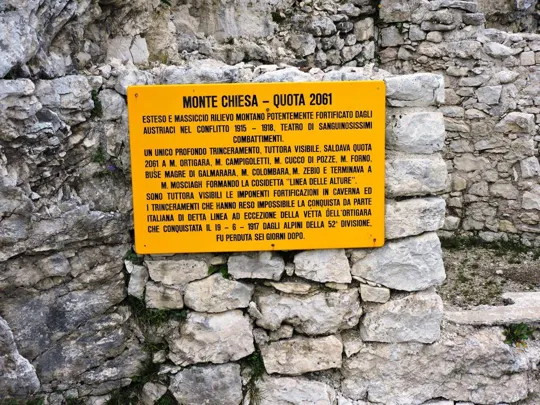 MONTE CHIESA - QUOTA 2061
ESTESO E MASSICCIO RILIEVO MONTANO POTENTEMENTE FORTIFICATO DAGLI
AUSTRIACI NEL CONFLITTO 1915 - 1918, TEATRO DI SANGUINOSISSIMI
COMBATTIMENTI.
UN UNICO PROFONDO TRINCERAMENTO, TUTTORA VISIBILE, SALDAVA QUOTA
2061 A M. ORTIGARA, M. CAMPIGOLETTI, M. CUCCO DI POZZE, M. FORNO,
BUSE MAGRE DI GALMARARA, M. COLOMBARA, M. ZEBIO E TERMINAVA A
M. MOSCIAGH FORMANDO LA COSIDETTA "LINEA DELLE ALTURE".
SONO TUTTORA VISIBILI LE IMPONENTI FORTIFICAZIONI IN CAVERNA ED
I TRINCERAMENTI CHE HANNO RESO IMPOSSIBILE LA CONQUISTA DA PARTE
ITALIANA DI DETTA LINEA AD ECCEZIONE DELLA VETTA DELL'ORTIGARA
CHE CONQUISTATA IL 19 - 6 - 1917 DAGLI ALPINI DELLA 52ª DIVISIONE,
FU PERDUTA SEI GIORNI DOPO.